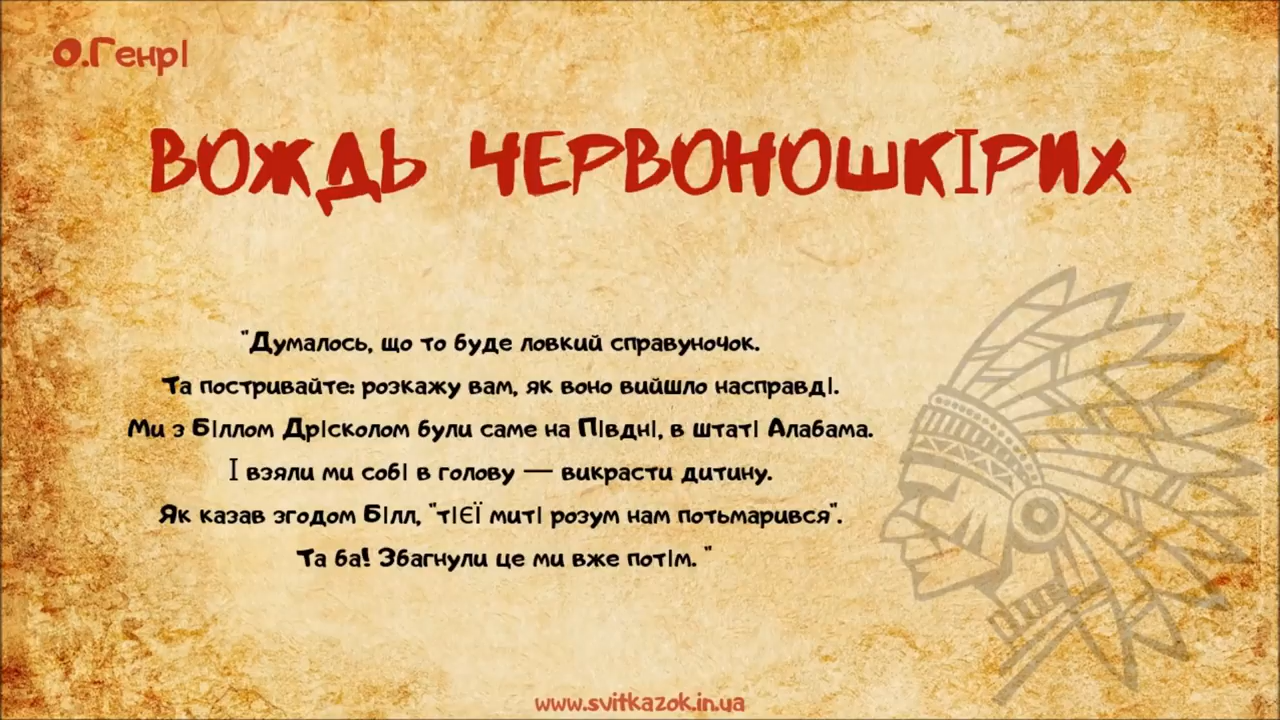 О.Генрі
ВОЖДЬ ЧЕРВОНОШКІРИХ
"Думалось, що то буде ловкий справуночок.
Та постривайте: розкажу вам, як воно вийшло насправді.
Ми з Біллом Дрісколом були саме на Півдні, в штаті Алабама.
І взяли ми собі в голову — викрасти дитину.
Як казав згодом Білл, "тієї миті розум нам потьмарився".
Та ба! Збагнули це ми вже потім. "
www.svitkazok.in.ua